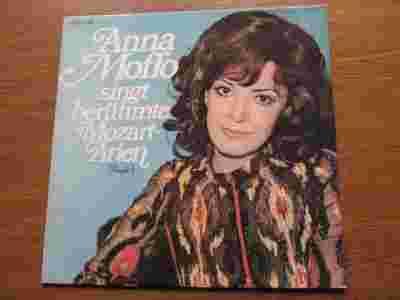 Anna
Moffo
singt
berühmte
Mozart-
Arien